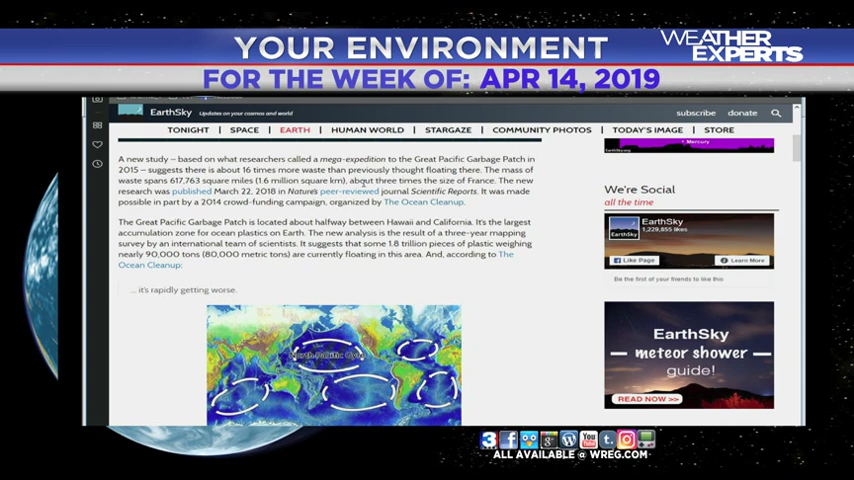 YOUR ENVIRONMENT
WEATHER
EXPERTS
FOR THE WEEK OF: APR 14, 2019
EarthSky
Updates on your cosmos and world
subscribe donate
TONIGHT | SPACE | EARTH | HUMAN WORLD | STARGAZE | COMMUNITY PHOTOS | TODAY'S IMAGE | STORE
A new study – based on what researchers called a mega-expedition to the Great Pacific Garbage Patch in
2015 – suggests there is about 16 times more waste than previously thought floating there. The mass of
waste spans 617,763 square miles (1.6 million square km), about three times the size of France. The new
research was published March 22, 2018 in Nature's peer-reviewed journal Scientific Reports. It was made
possible in part by a 2014 crowd-funding campaign, organized by The Ocean Cleanup.
The Great Pacific Garbage Patch is located about halfway between Hawaii and California. It's the largest
accumulation zone for ocean plastics on Earth. The new analysis is the result of a three-year mapping
survey by an international team of scientists. It suggests that some 1.8 trillion pieces of plastic weighing
nearly 90,000 tons (80,000 metric tons) are currently floating in this area. And, according to The
Ocean Cleanup:
... it's rapidly getting worse.
North Pacific Gyre
Mercury
We're Social
all the time
EarthSky
1,229,855 likes
EarthSky
Like Page
Learn More
Be the first of your friends to like this
EarthSky
meteor shower
guide!
READ NOW >>
3
You
Tube
ALL AVAILABLE @ WREG.COM